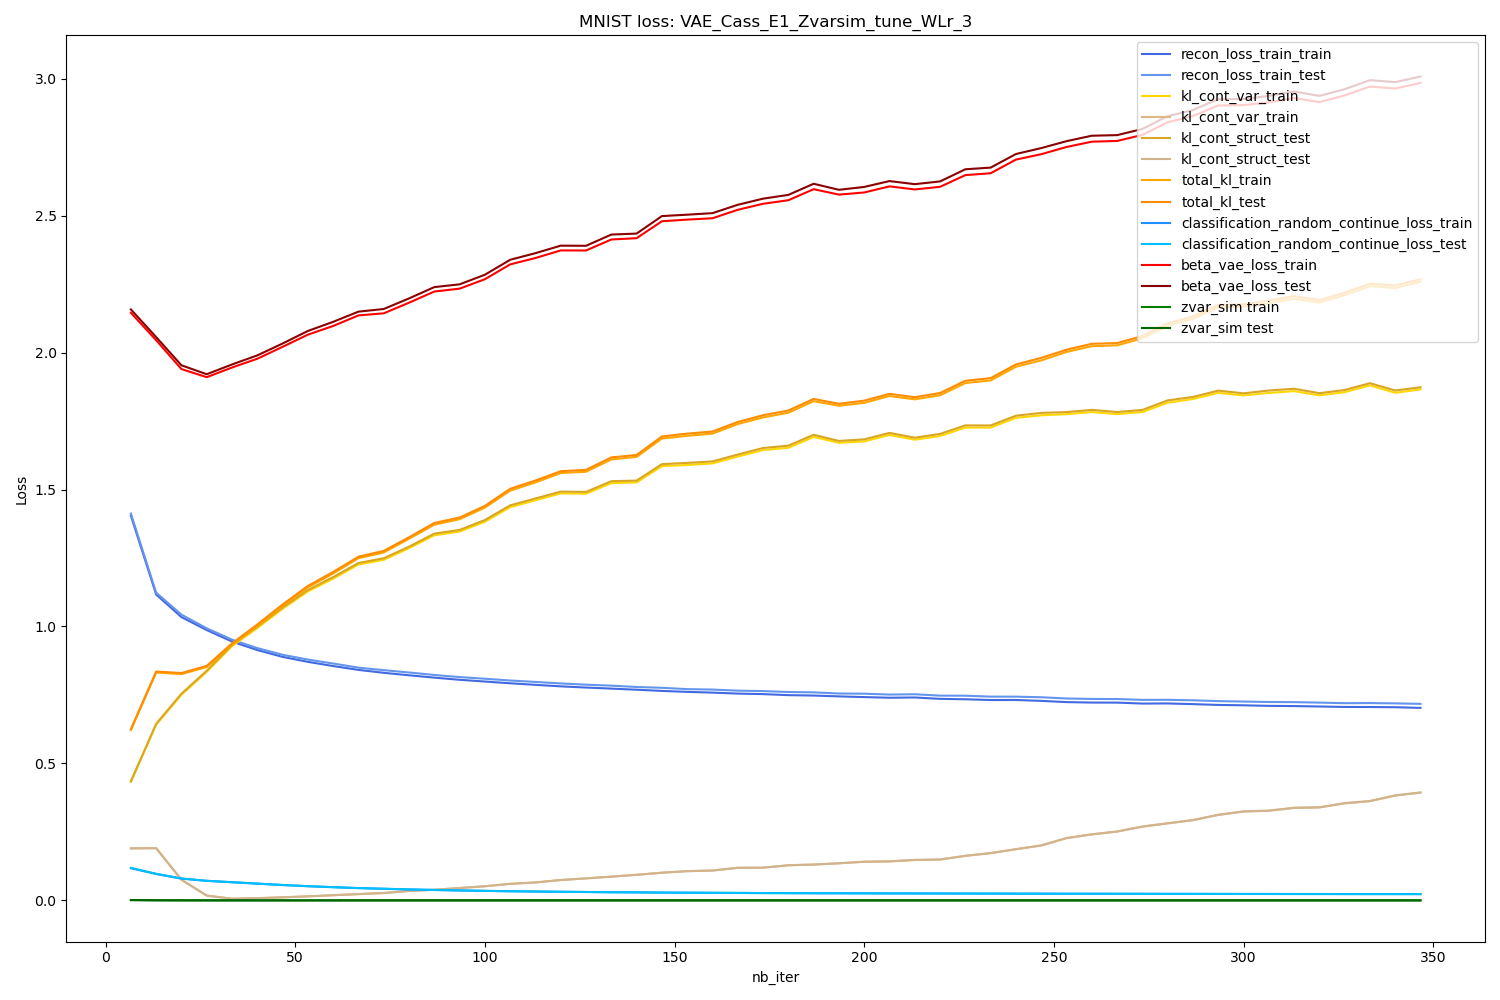 MNIST loss: VAE_Cass_E1_Zvarsim_tune_WLr_3
recon_loss_train_train
recon_loss_train_test
kl_cont_var_train
kl_cont_var_train
kl_cont_struct_test
kl_cont_struct_test
total_kl_train
total_kl_test
classification_random_continue_loss_train
classification_random_continue_loss_test
beta_vae_loss_train
beta_vae_loss_test
zvar_sim train
zvar_sim test
Loss
3.0
2.5
2.0
1.5
1.0
0.5
0.0
0 50 100 150 200 250 300 350
nb_iter